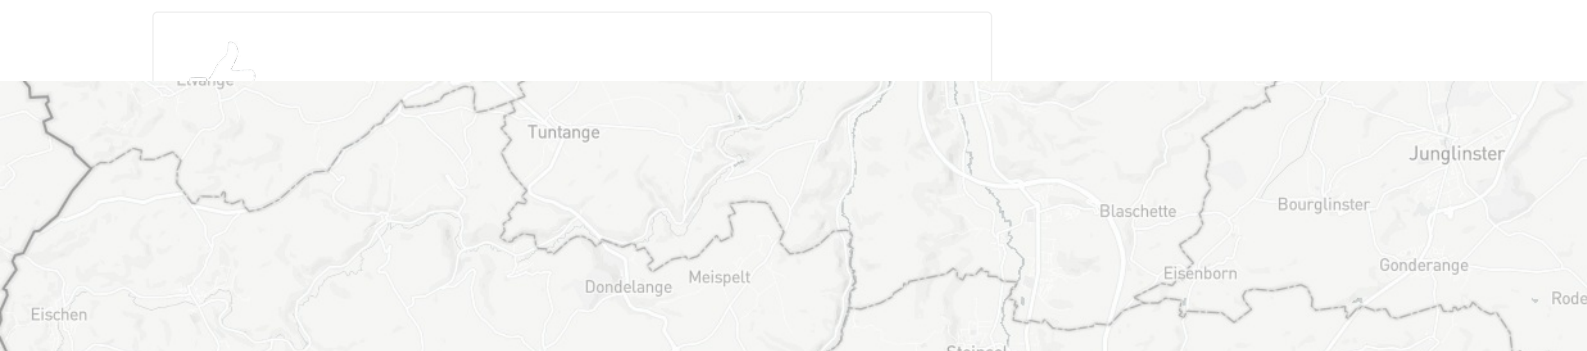 Tuntange
Junglinster
Bourglinster
Blaschette
Gonderange
Eisenborn
Meispelt
Dondelange
Eischen